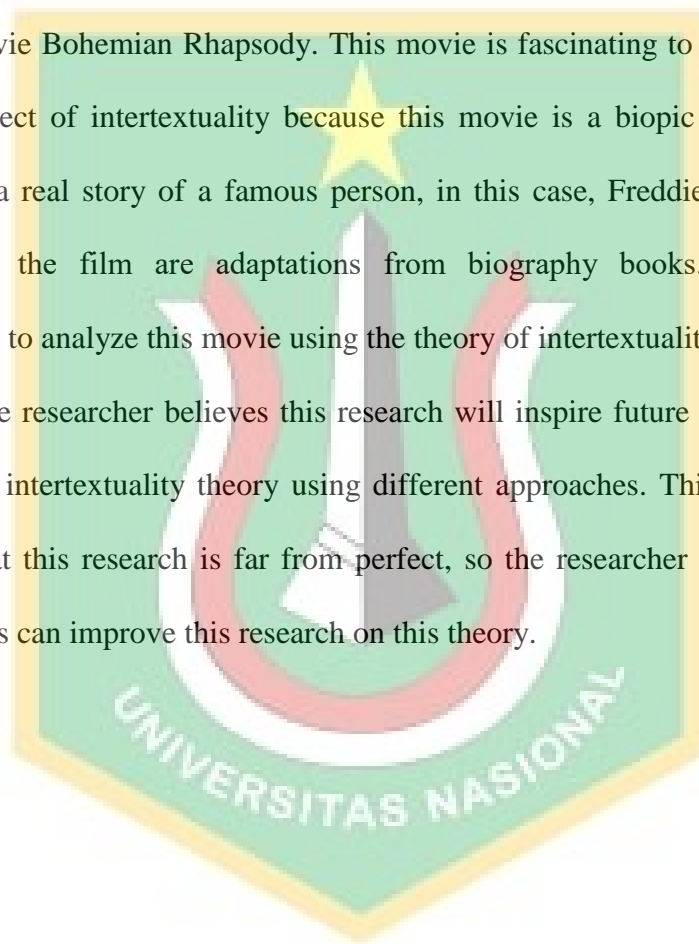 vie Bohemian Rhapsody. This movie is fascinating to
ect of intertextuality because this movie is a biopic
a real story of a famous person, in this case, Freddie
the film are adaptations from biography books.
to analyze this movie using the theory of intertextualit
e researcher believes this research will inspire future
intertextuality theory using different approaches. Thi
at this research is far from perfect, so the researcher
s can improve this research on this theory.
UNIVERSITAS NASIONAL